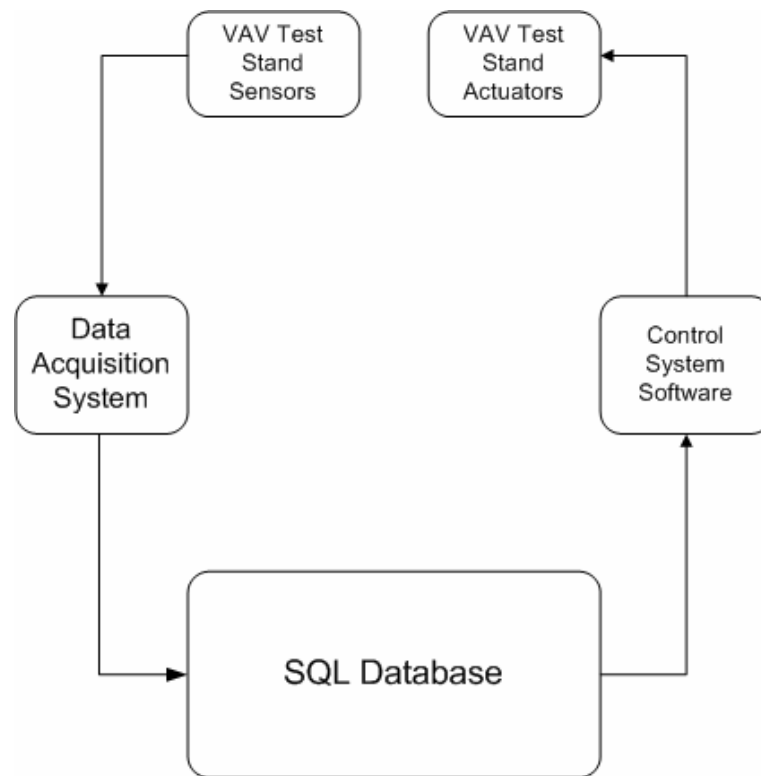 VAV Test
Stand
Sensors
VAV Test
Stand
Actuators
Data
Acquisition
System
Control
System
Software
SQL Database